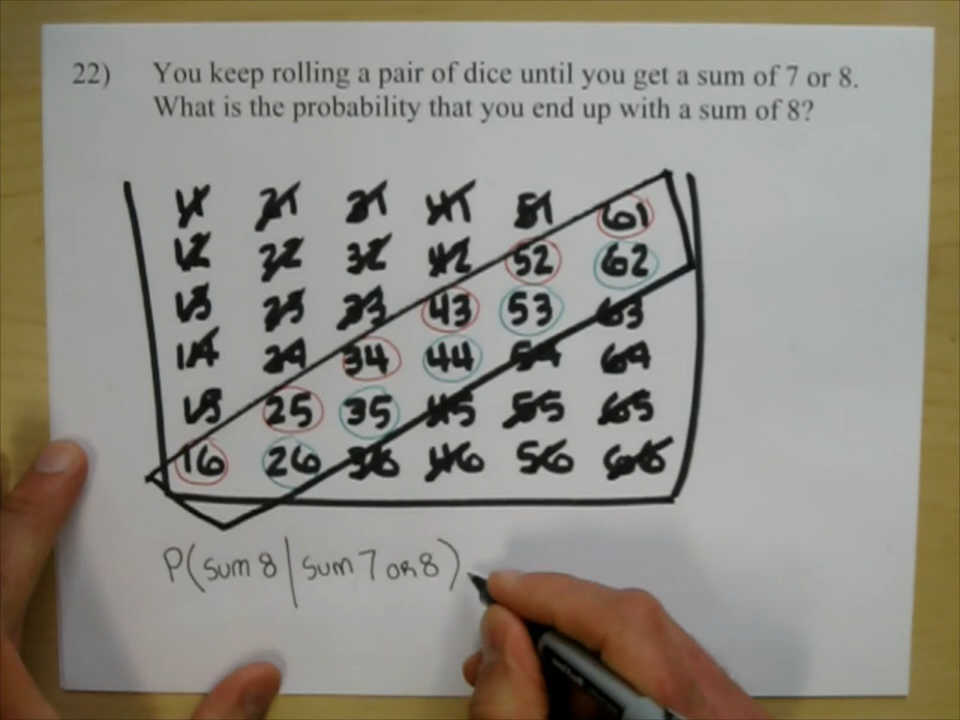 22) You keep rolling a pair of dice until you get a sum of 7 or 8.
What is the probability that you end up with a sum of 8?
11 21 31 41 51 61
12 22 32 42 52 62
13 23 33 43 53 63
14 24 34 44 54 64
15 25 35 45 55 65
16 26 36 46 56 66
P(sum 8 | sum 7 or 8)